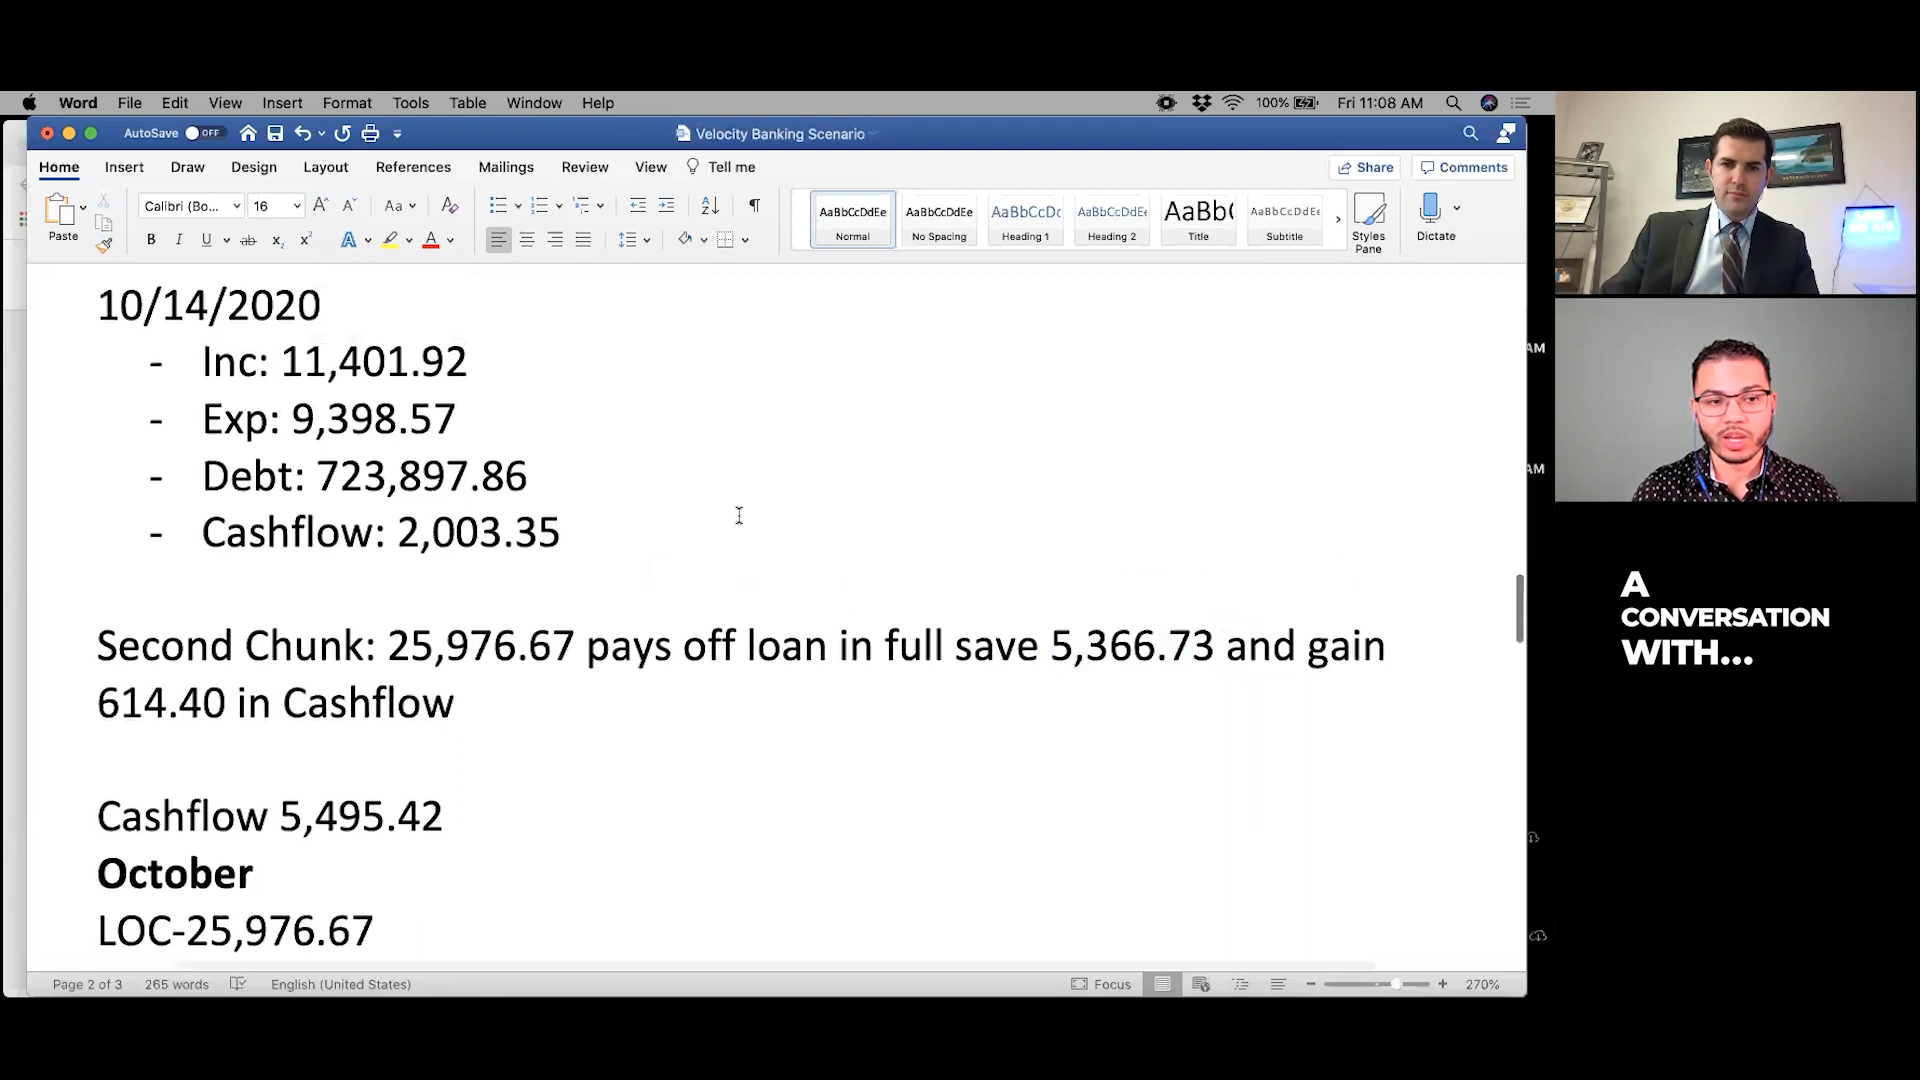 Word File Edit View Insert Format Tools Table Window Help 100% Fri 11:08 AM
AutoSave OFF Velocity Banking Scenario
Home Insert Draw Design Layout References Mailings Review View Tell me Share Comments
Paste Calibri (Bo... 16 Aa AaBbCcDdEe Normal AaBbCcDdEe No Spacing AaBbCcDc Heading 1 AaBbCcDdEe Heading 2 AaBb( Title AaBbCcDdEe Subtitle Styles Pane Dictate
10/14/2020
- Inc: 11,401.92
- Exp: 9,398.57
- Debt: 723,897.86
- Cashflow: 2,003.35
Second Chunk: 25,976.67 pays off loan in full save 5,366.73 and gain
614.40 in Cashflow
Cashflow 5,495.42
October
LOC-25,976.67
Page 2 of 3 265 words English (United States) Focus 270%
AM
AM
A
CONVERSATION
WITH...